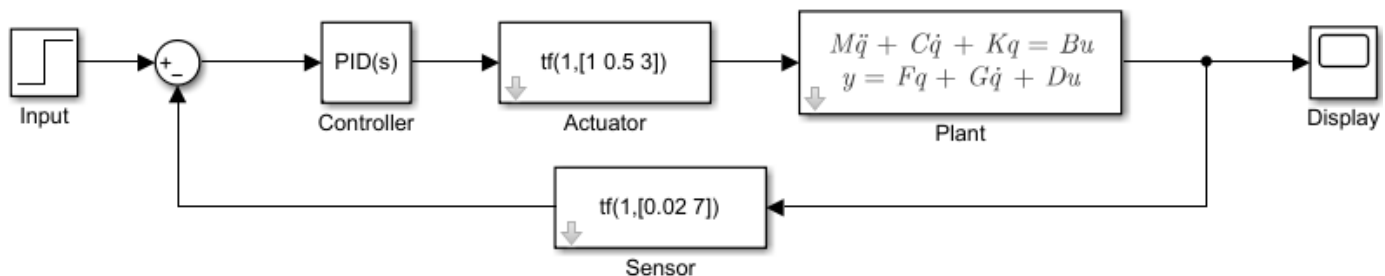 Input
+
−
PID(s)
Controller
tf(1,[1 0.5 3])
Actuator
Mq̈ + Cq̇ + Kq = Bu
y = Fq + Gq̇ + Du
Plant
Display
tf(1,[0.02 7])
Sensor